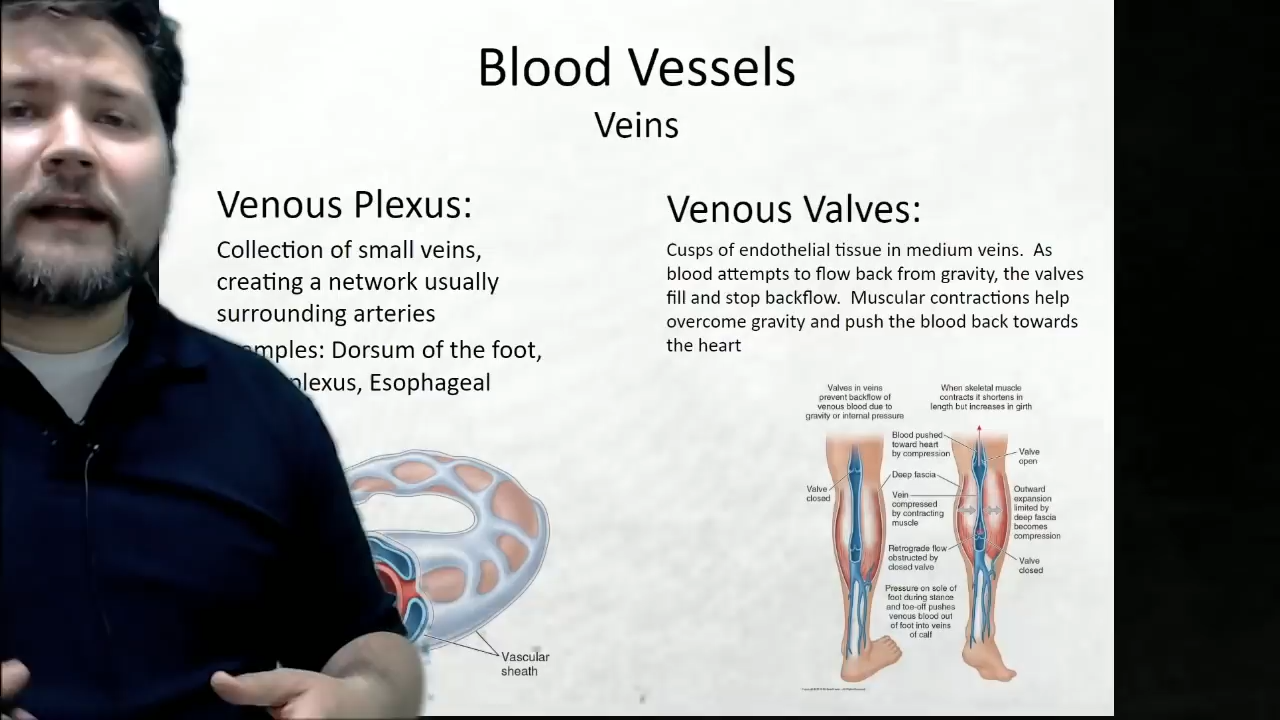 Blood Vessels
Veins
Venous Plexus:
Collection of small veins,
creating a network usually
surrounding arteries
amples: Dorsum of the foot,
plexus, Esophageal
Vascular
sheath
Venous Valves:
Cusps of endothelial tissue in medium veins. As
blood attempts to flow back from gravity, the valves
fill and stop backflow. Muscular contractions help
overcome gravity and push the blood back towards
the heart
Valves in veins
prevent backflow of
venous blood due to
gravity or internal pressure
When skeletal muscle
contracts it shortens in
length but increases in girth
Blood pushed
toward heart
by compression
Valve
open
Deep fascia
Valve
closed
Vein
compressed
by contracting
muscle
Outward
expansion
limited by
deep fascia
becomes
compression
Retrograde flow
obstructed by
closed valve
Valve
closed
Pressure on sole of
foot during stance
and toe-off pushes
venous blood out
of foot into veins
of calf